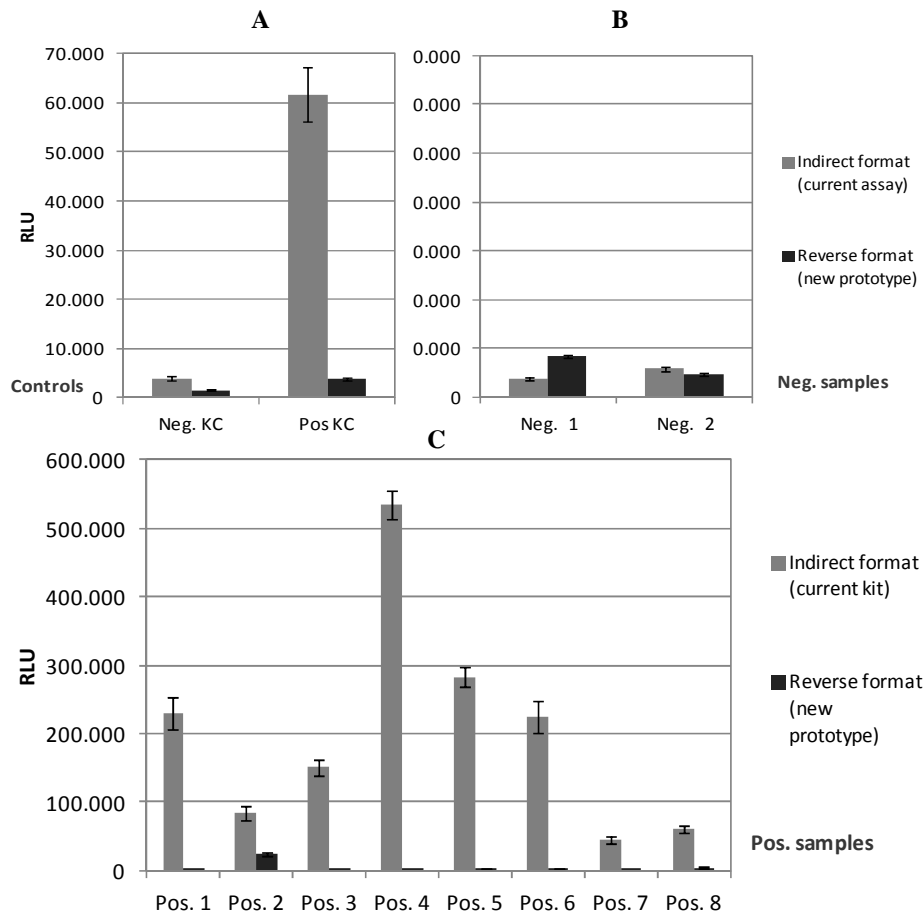 A
B
70.000
60.000
50.000
40.000
30.000
20.000
10.000
0
RLU
Controls
Neg. KC
Pos KC
0.000
0.000
0.000
0.000
0.000
0.000
0.000
0
Neg. 1
Neg. 2
Indirect format
(current assay)
Reverse format
(new prototype)
Neg. samples
C
600.000
500.000
400.000
300.000
200.000
100.000
0
RLU
Pos. 1
Pos. 2
Pos. 3
Pos. 4
Pos. 5
Pos. 6
Pos. 7
Pos. 8
Indirect format
(current kit)
Reverse format
(new
prototype)
Pos. samples